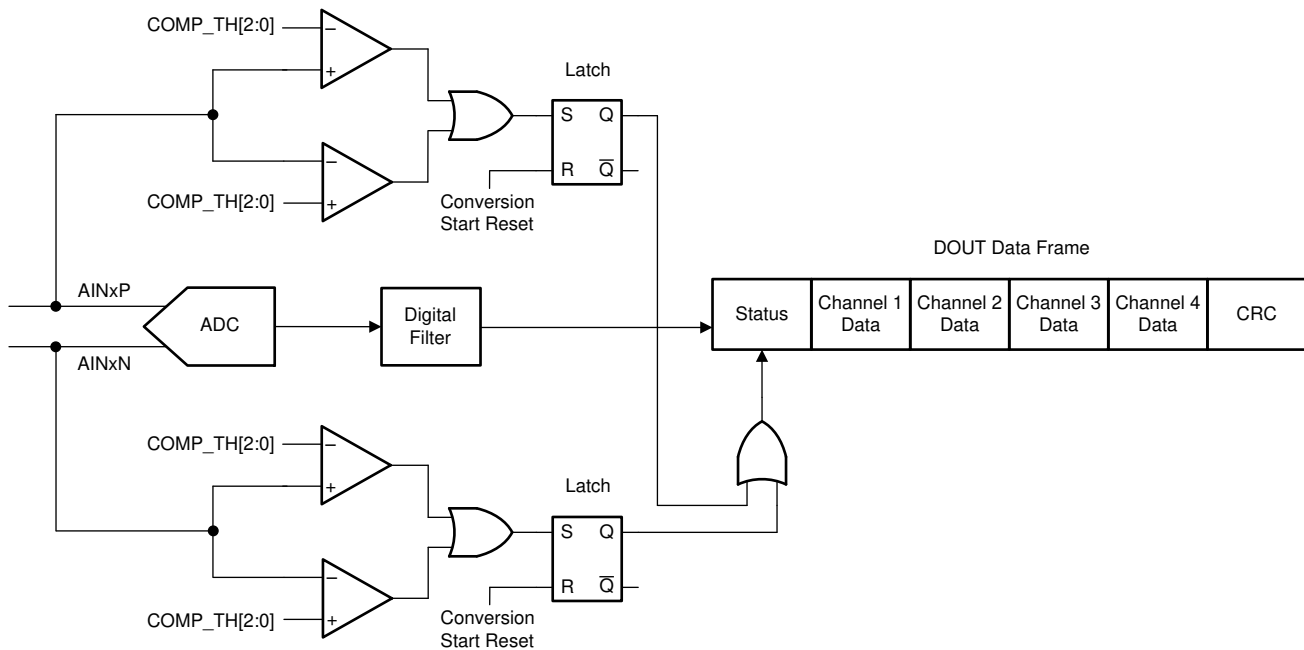 COMP_TH[2:0]
−
+
Latch
S
Q
−
+
COMP_TH[2:0]
R
Q̅
Conversion
Start Reset
DOUT Data Frame
AINxP
ADC
Digital
Filter
Status
Channel 1
Data
Channel 2
Data
Channel 3
Data
Channel 4
Data
CRC
AINxN
COMP_TH[2:0]
−
+
Latch
S
Q
−
+
COMP_TH[2:0]
R
Q̅
Conversion
Start Reset